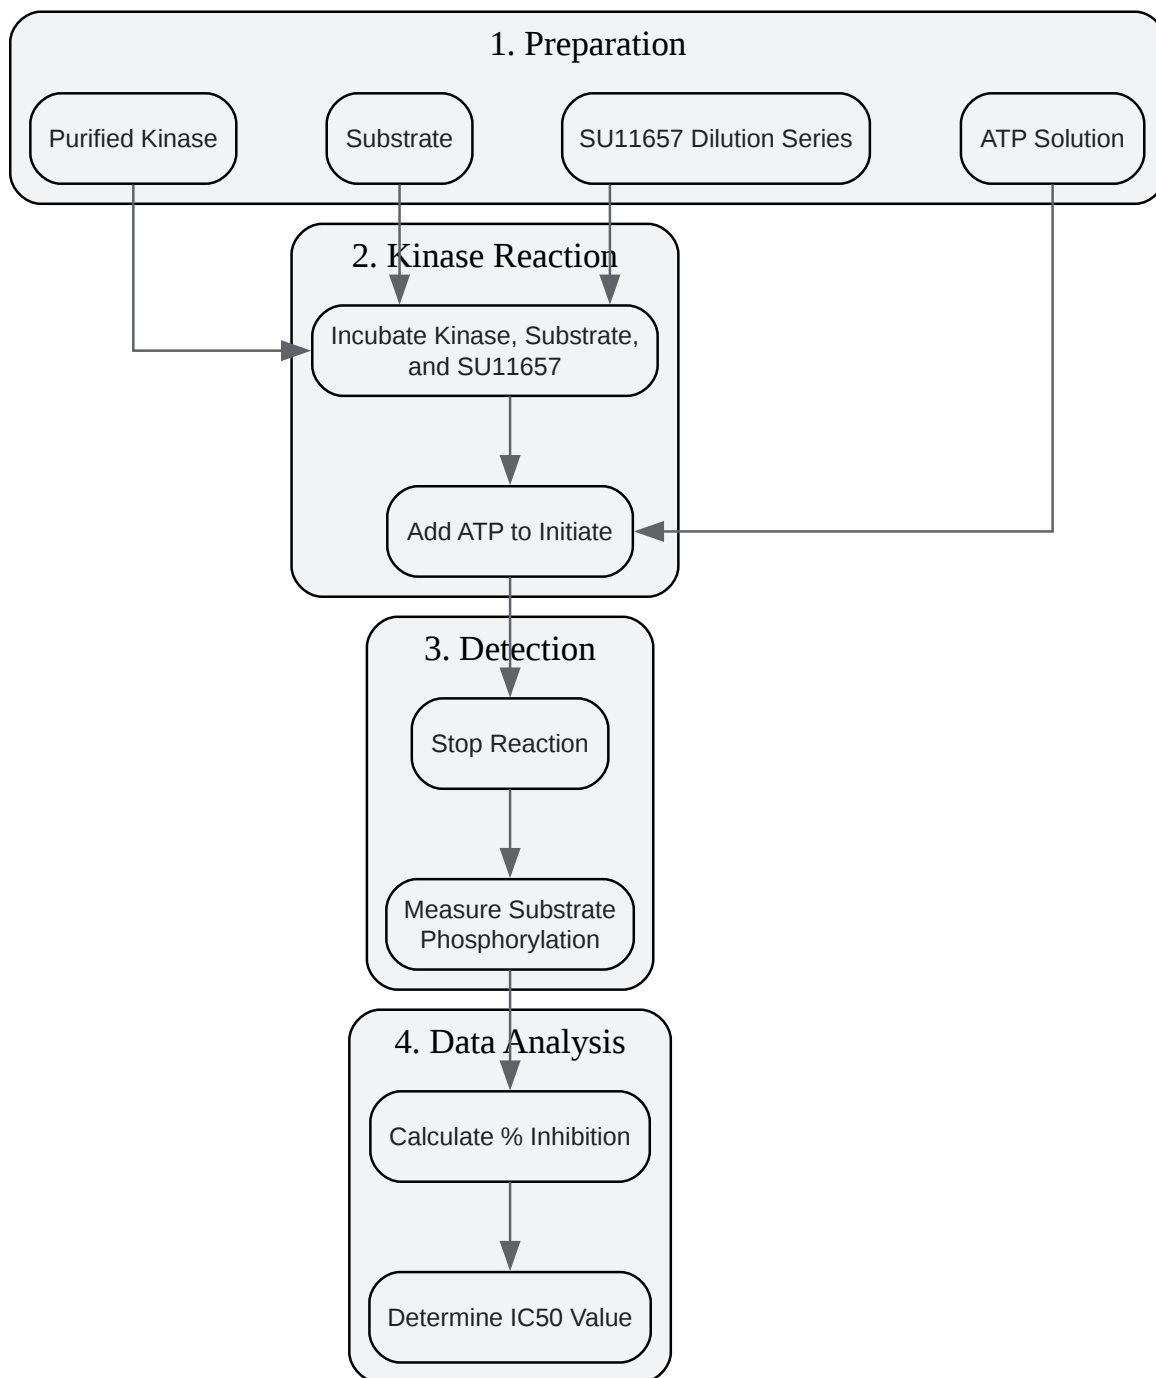 1. Preparation
Purified Kinase
Substrate
SU11657 Dilution Series
ATP Solution
2. Kinase Reaction
Incubate Kinase, Substrate,
and SU11657
Add ATP to Initiate
3. Detection
Stop Reaction
Measure Substrate
Phosphorylation
4. Data Analysis
Calculate % Inhibition
Determine IC50 Value